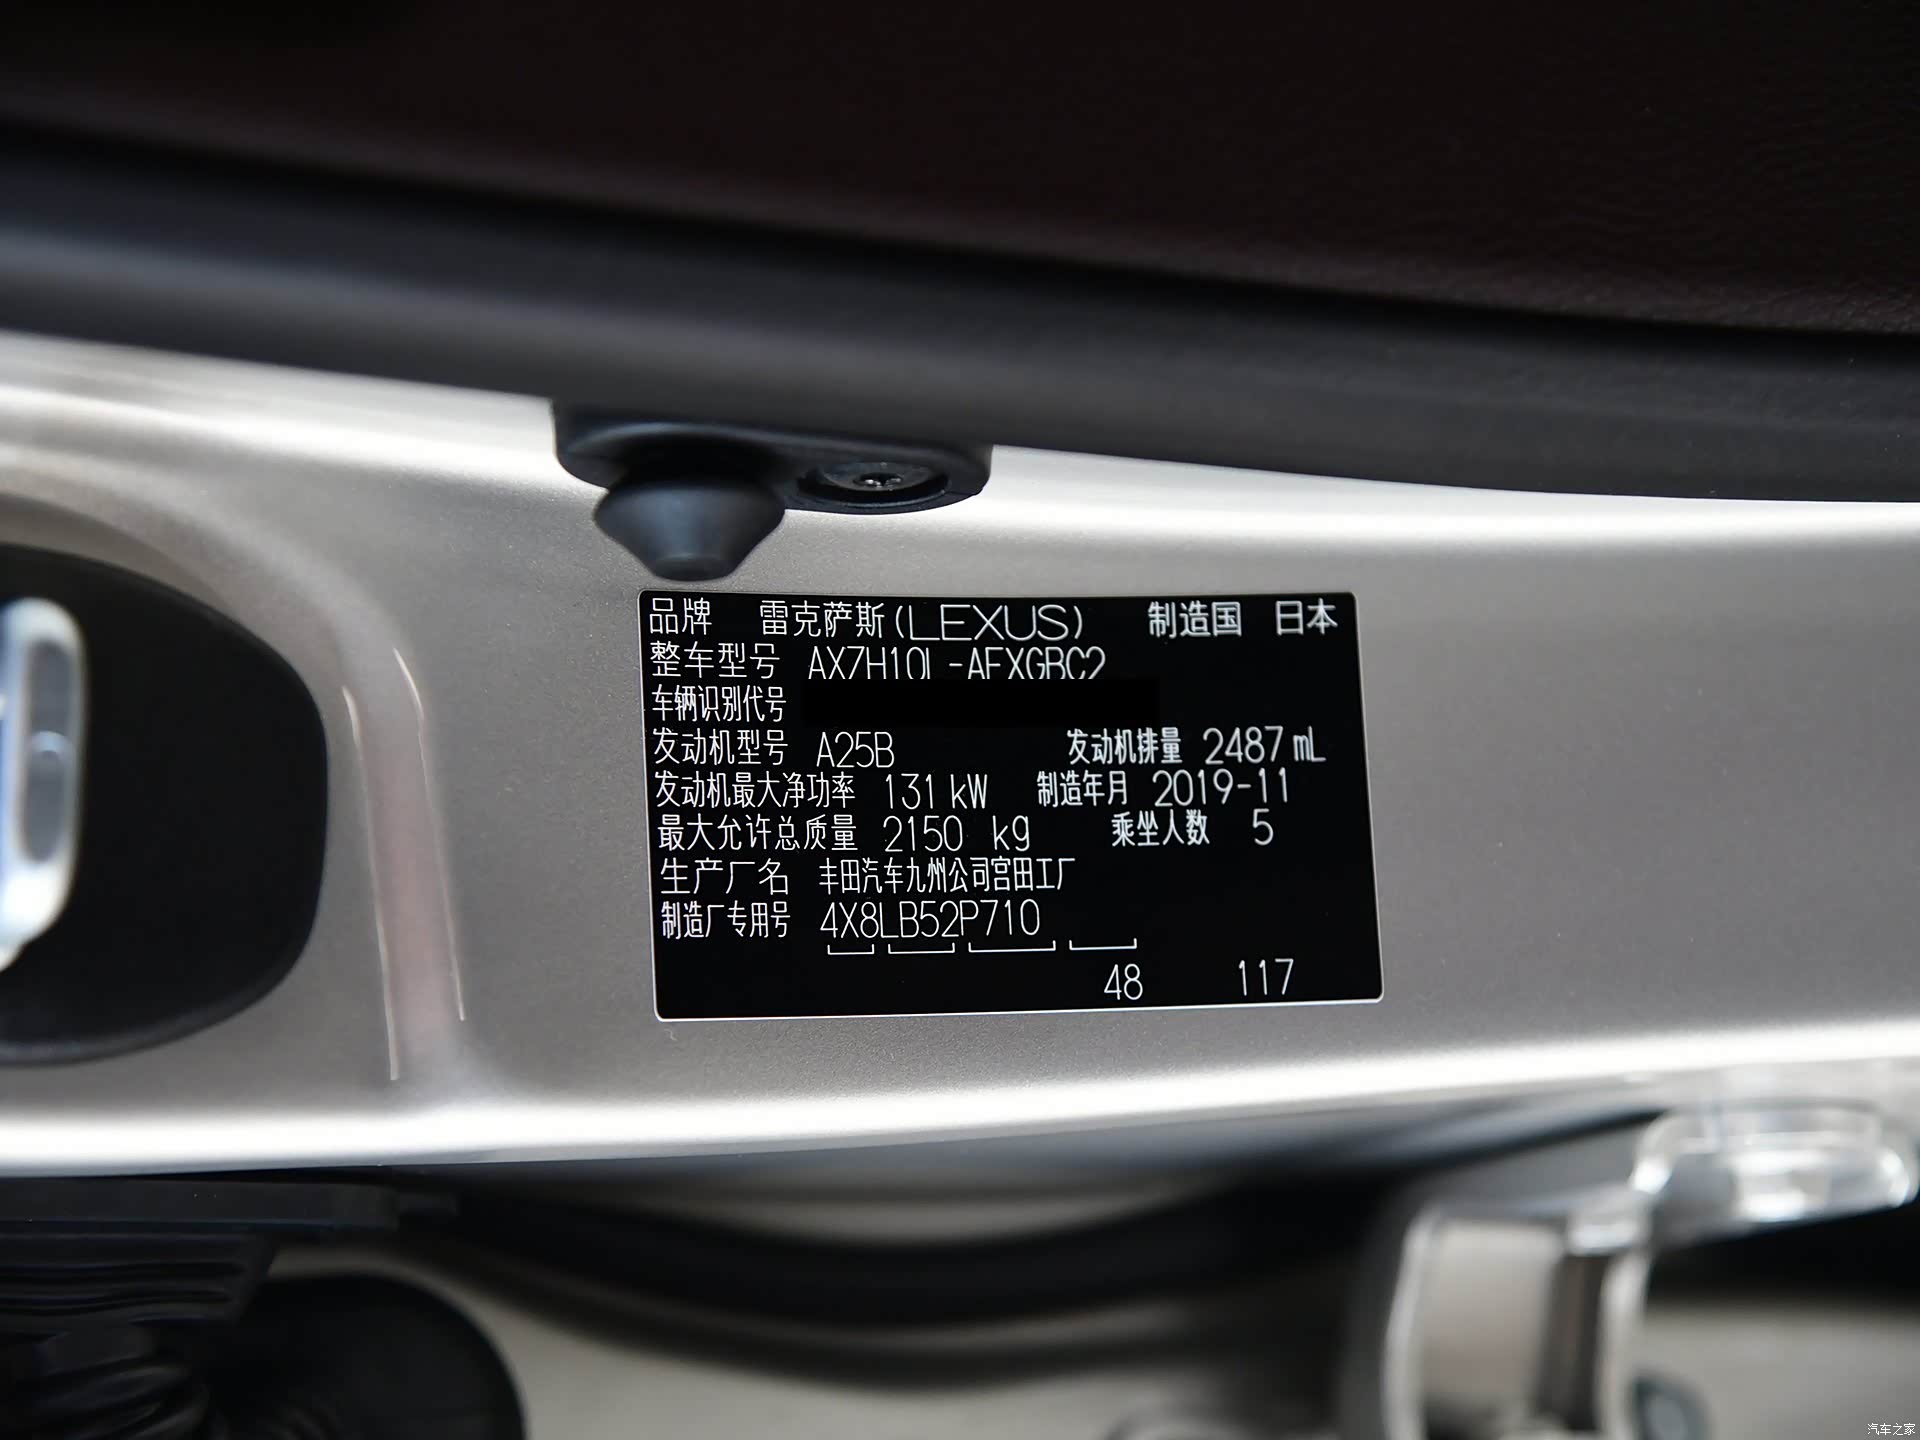 品牌 雷克萨斯(LEXUS) 制造国 日本
整车型号 AX7H10L-AFXGBC2
车辆识别代号
发动机型号 A25B 发动机排量 2487 mL
发动机最大净功率 131 kW 制造年月 2019-11
最大允许总质量 2150 kg 乘坐人数 5
生产厂名 丰田汽车九州公司宫田工厂
制造厂专用号 4X8LB52P710
48 117
汽车之家